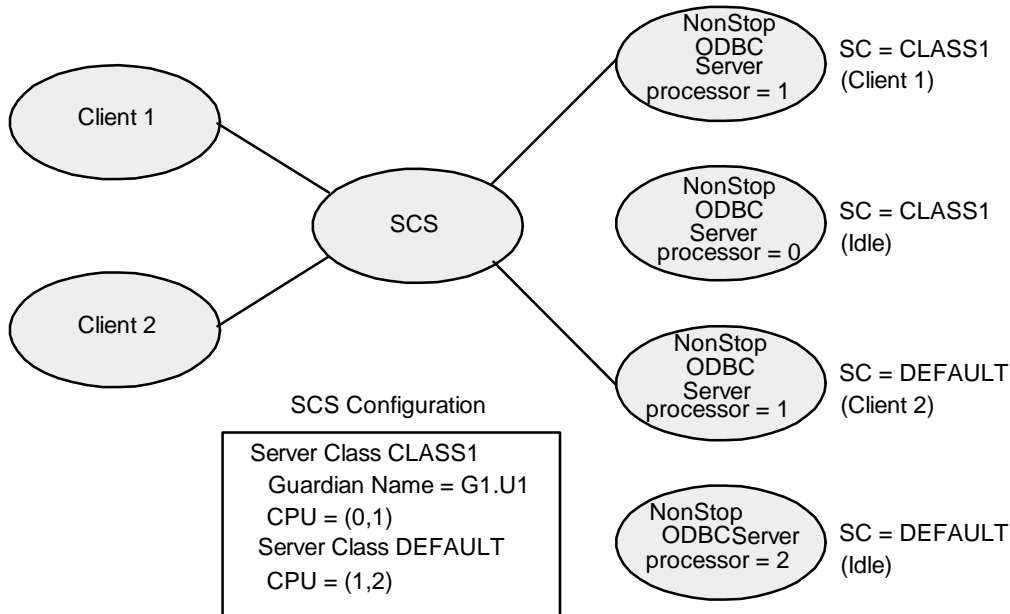 Client 1
Client 2
SCS
NonStop
ODBC
Server
processor = 1
SC = CLASS1
(Client 1)
NonStop
ODBC
Server
processor = 0
SC = CLASS1
(Idle)
NonStop
ODBC
Server
processor = 1
SC = DEFAULT
(Client 2)
NonStop
ODBCServer
processor = 2
SC = DEFAULT
(Idle)
SCS Configuration
Server Class CLASS1
Guardian Name = G1.U1
CPU = (0,1)
Server Class DEFAULT
CPU = (1,2)